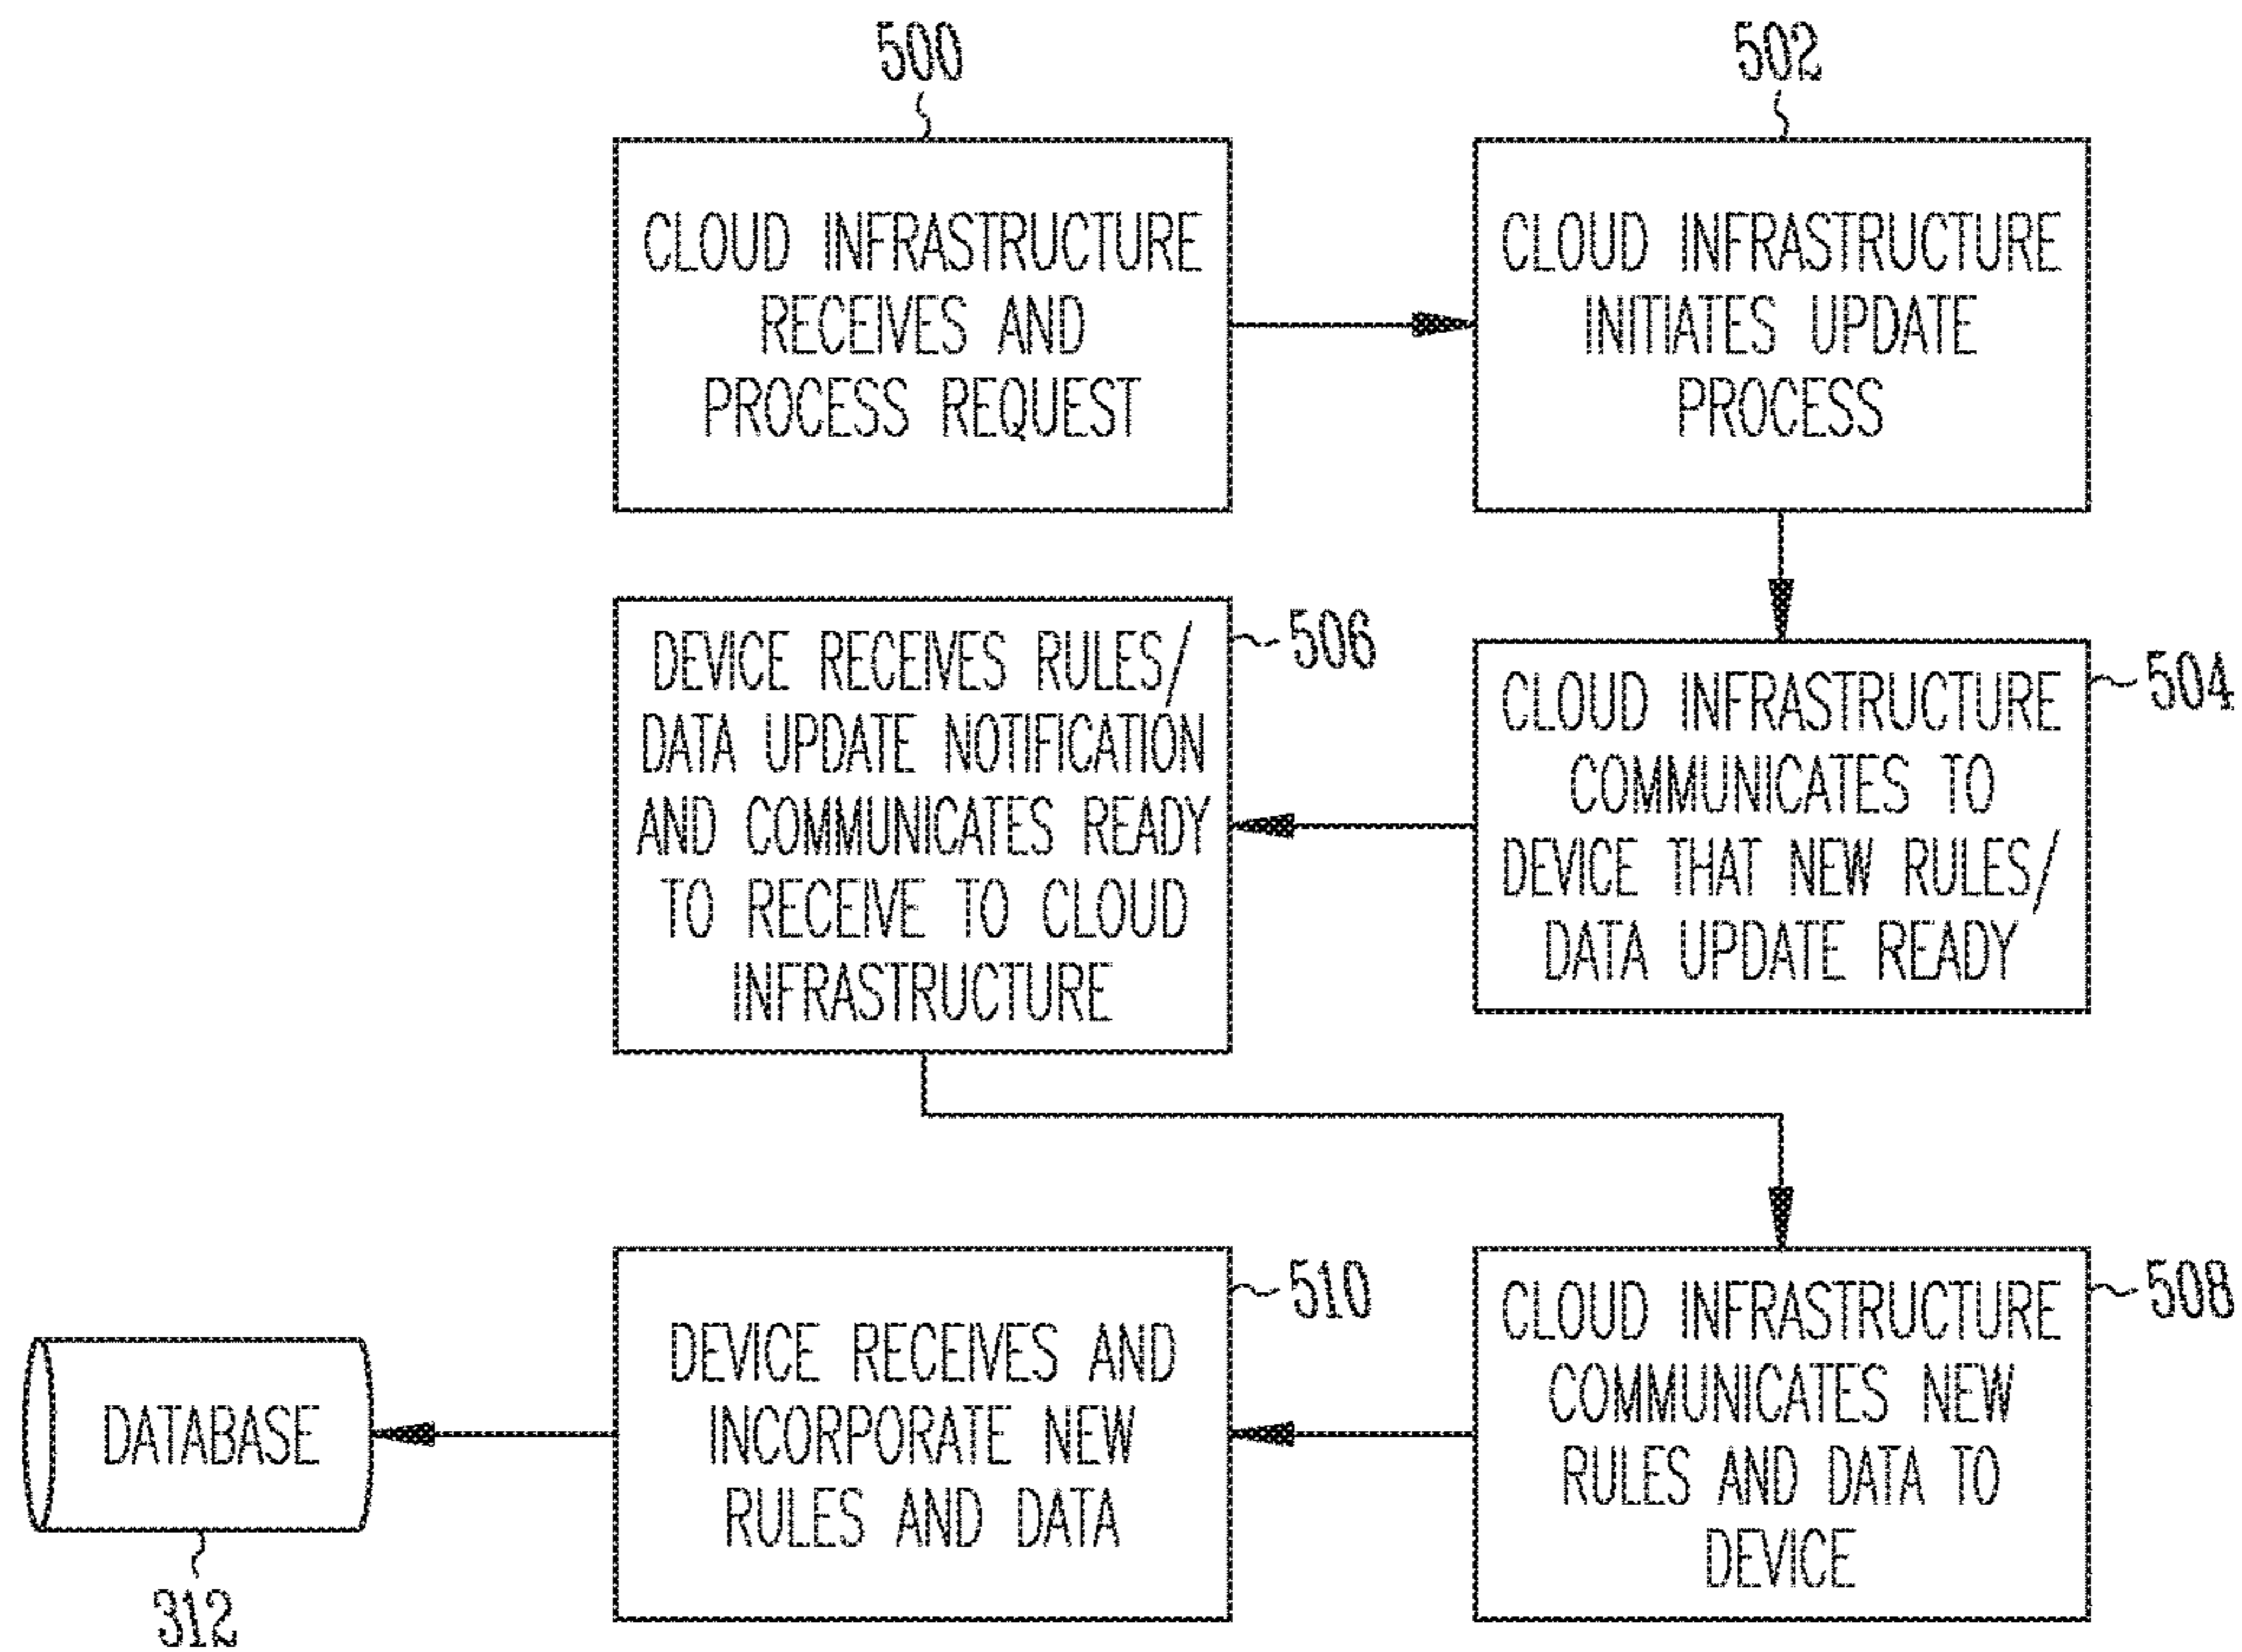 500
CLOUD INFRASTRUCTURE
RECEIVES AND
PROCESS REQUEST
502
CLOUD INFRASTRUCTURE
INITIATES UPDATE
PROCESS
504
CLOUD INFRASTRUCTURE
COMMUNICATES TO
DEVICE THAT NEW RULES/
DATA UPDATE READY
506
DEVICE RECEIVES RULES/
DATA UPDATE NOTIFICATION
AND COMMUNICATES READY
TO RECEIVE TO CLOUD
INFRASTRUCTURE
508
CLOUD INFRASTRUCTURE
COMMUNICATES NEW
RULES AND DATA TO
DEVICE
510
DEVICE RECEIVES AND
INCORPORATE NEW
RULES AND DATA
DATABASE
312